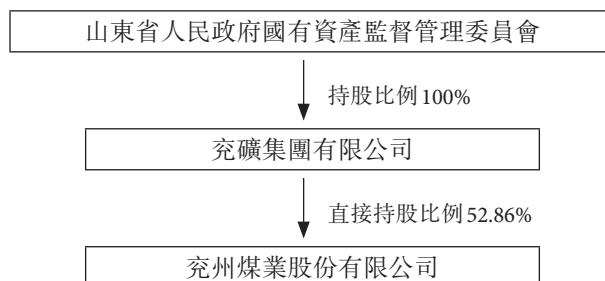 山東省人民政府國有資產監督管理委員會
持股比例100%
兗礦集團有限公司
直接持股比例52.86%
兗州煤業股份有限公司